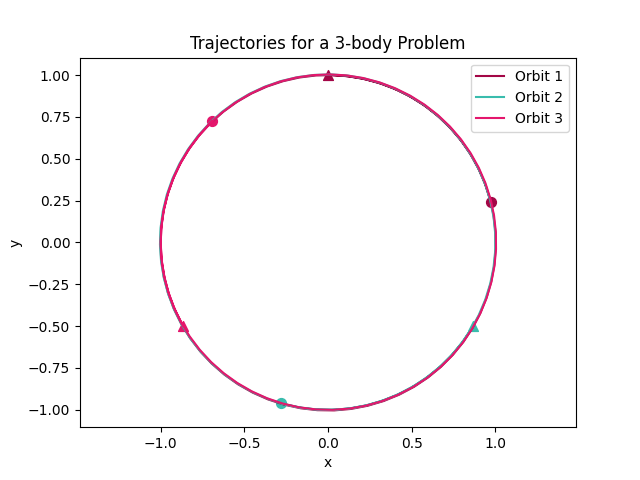 Trajectories for a 3-body Problem
Orbit 1
Orbit 2
Orbit 3
1.00
0.75
0.50
0.25
0.00
−0.25
−0.50
−0.75
−1.00
y
−1.0 −0.5 0.0 0.5 1.0
x